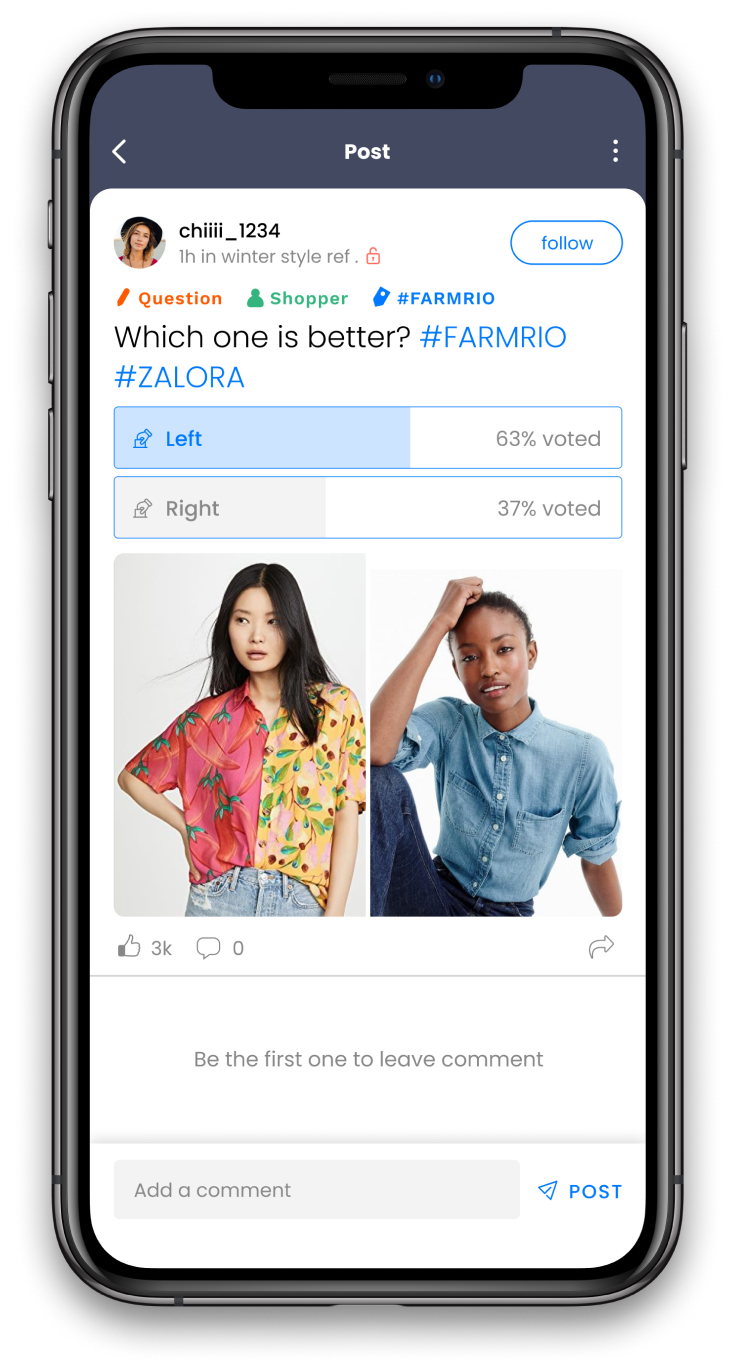 Post
chiiii_1234
1h in winter style ref .
follow
Question Shopper #FARMRIO
Which one is better? #FARMRIO
#ZALORA
Left 63% voted
Right 37% voted
3k 0
Be the first one to leave comment
Add a comment POST